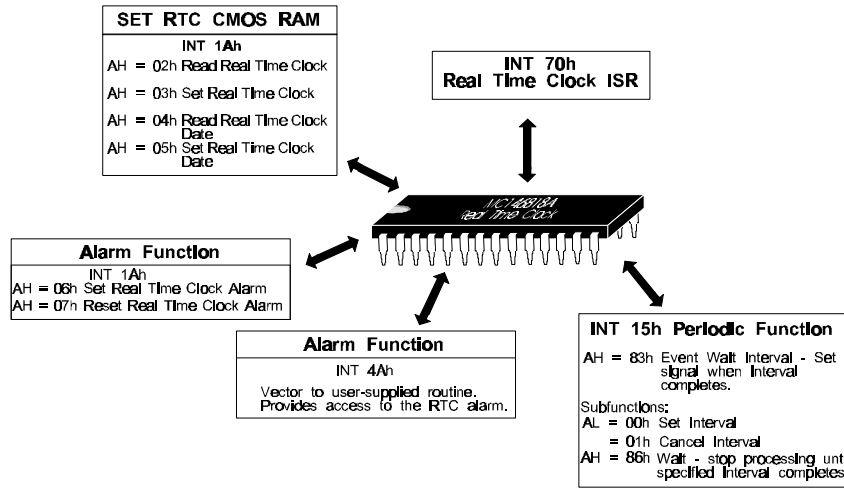 SET RTC CMOS RAM
INT 1Ah
AH = 02h Read Real Time Clock
AH = 03h Set Real Time Clock
AH = 04h Read Real Time Clock
Date
AH = 05h Set Real Time Clock
Date
INT 70h
Real Time Clock ISR
MC146818A
Real Time Clock
Alarm Function
INT 1Ah
AH = 06h Set Real Time Clock Alarm
AH = 07h Reset Real Time Clock Alarm
Alarm Function
INT 4Ah
Vector to user-supplied routine.
Provides access to the RTC alarm.
INT 15h Periodic Function
AH = 83h Event Wait Interval - Set
signal when Interval
completes.
Subfunctions:
AL = 00h Set Interval
= 01h Cancel Interval
AH = 86h Wait - stop processing unt
specified Interval completes